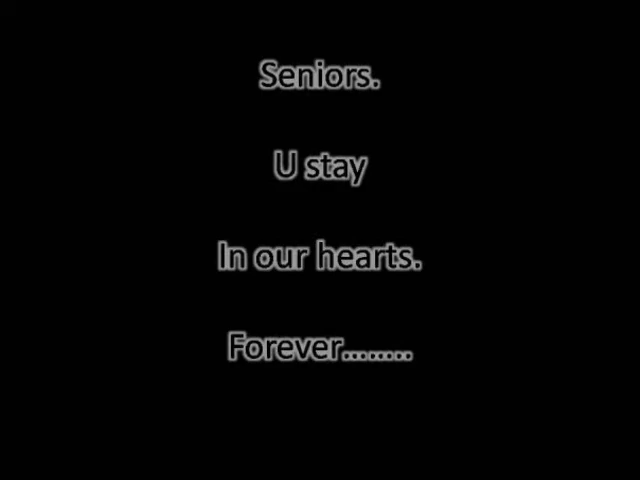 Seniors.
U stay
In our hearts.
Forever........